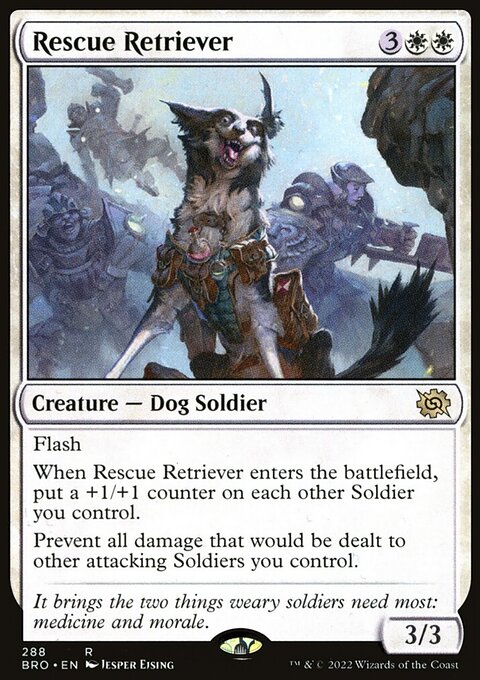 Rescue Retriever 3
Creature — Dog Soldier
Flash
When Rescue Retriever enters the battlefield,
put a +1/+1 counter on each other Soldier
you control.
Prevent all damage that would be dealt to
other attacking Soldiers you control.
It brings the two things weary soldiers need most:
medicine and morale.
3/3
288 R
BRO • EN Jesper Eising
™ & © 2022 Wizards of the Coast